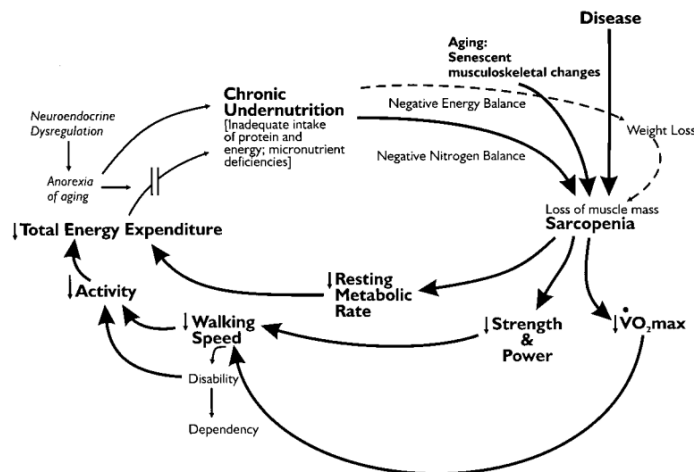 Disease
Aging:
Senescent
musculoskeletal changes
Chronic
Undernutrition
[Inadequate intake
of protein and
energy; micronutrient
deficiencies]
Negative Energy Balance
Neuroendocrine
Dysregulation
Weight Loss
Negative Nitrogen Balance
Anorexia
of aging
Loss of muscle mass
Sarcopenia
↓Total Energy Expenditure
↓Resting
Metabolic
Rate
↓Activity
↓Walking
Speed
↓Strength
&
Power
↓V̇O₂max
Disability
Dependency